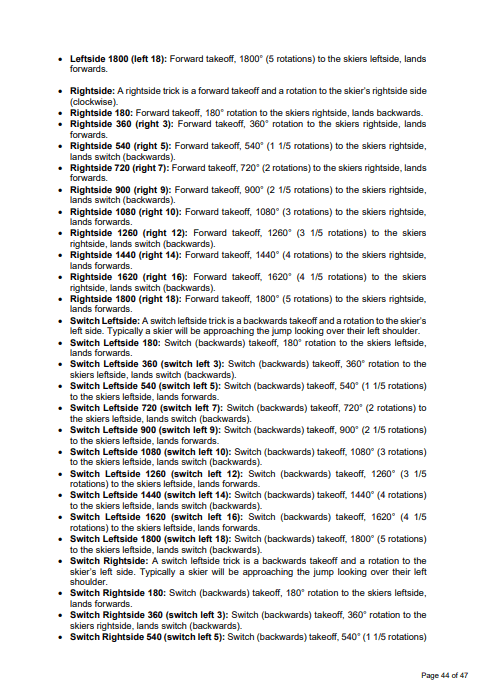 • Leftside 1800 (left 18): Forward takeoff, 1800° (5 rotations) to the skiers leftside, lands
forwards.
• Rightside: A rightside trick is a forward takeoff and a rotation to the skier's rightside side
(clockwise).
• Rightside 180: Forward takeoff, 180° rotation to the skiers rightside, lands backwards.
• Rightside 360 (right 3): Forward takeoff, 360° rotation to the skiers rightside, lands
forwards.
• Rightside 540 (right 5): Forward takeoff, 540° (1 1/5 rotations) to the skiers rightside,
lands switch (backwards).
• Rightside 720 (right 7): Forward takeoff, 720° (2 rotations) to the skiers rightside, lands
forwards.
• Rightside 900 (right 9): Forward takeoff, 900° (2 1/5 rotations) to the skiers rightside,
lands switch (backwards).
• Rightside 1080 (right 10): Forward takeoff, 1080° (3 rotations) to the skiers rightside,
lands forwards.
• Rightside 1260 (right 12): Forward takeoff, 1260° (3 1/5 rotations) to the skiers
rightside, lands switch (backwards).
• Rightside 1440 (right 14): Forward takeoff, 1440° (4 rotations) to the skiers rightside,
lands forwards.
• Rightside 1620 (right 16): Forward takeoff, 1620° (4 1/5 rotations) to the skiers
rightside, lands switch (backwards).
• Rightside 1800 (right 18): Forward takeoff, 1800° (5 rotations) to the skiers rightside,
lands forwards.
• Switch Leftside: A switch leftside trick is a backwards takeoff and a rotation to the skier's
left side. Typically a skier will be approaching the jump looking over their left shoulder.
• Switch Leftside 180: Switch (backwards) takeoff, 180° rotation to the skiers leftside,
lands forwards.
• Switch Leftside 360 (switch left 3): Switch (backwards) takeoff, 360° rotation to the
skiers leftside, lands switch (backwards).
• Switch Leftside 540 (switch left 5): Switch (backwards) takeoff, 540° (1 1/5 rotations)
to the skiers leftside, lands forwards.
• Switch Leftside 720 (switch left 7): Switch (backwards) takeoff, 720° (2 rotations) to
the skiers leftside, lands switch (backwards).
• Switch Leftside 900 (switch left 9): Switch (backwards) takeoff, 900° (2 1/5 rotations)
to the skiers leftside, lands forwards.
• Switch Leftside 1080 (switch left 10): Switch (backwards) takeoff, 1080° (3 rotations)
to the skiers leftside, lands switch (backwards).
• Switch Leftside 1260 (switch left 12): Switch (backwards) takeoff, 1260° (3 1/5
rotations) to the skiers leftside, lands forwards.
• Switch Leftside 1440 (switch left 14): Switch (backwards) takeoff, 1440° (4 rotations)
to the skiers leftside, lands switch (backwards).
• Switch Leftside 1620 (switch left 16): Switch (backwards) takeoff, 1620° (4 1/5
rotations) to the skiers leftside, lands forwards.
• Switch Leftside 1800 (switch left 18): Switch (backwards) takeoff, 1800° (5 rotations)
to the skiers leftside, lands switch (backwards).
• Switch Rightside: A switch leftside trick is a backwards takeoff and a rotation to the
skier's left side. Typically a skier will be approaching the jump looking over their left
shoulder.
• Switch Rightside 180: Switch (backwards) takeoff, 180° rotation to the skiers leftside,
lands forwards.
• Switch Rightside 360 (switch left 3): Switch (backwards) takeoff, 360° rotation to the
skiers rightside, lands switch (backwards).
• Switch Rightside 540 (switch left 5): Switch (backwards) takeoff, 540° (1 1/5 rotations)
Page 44 of 47